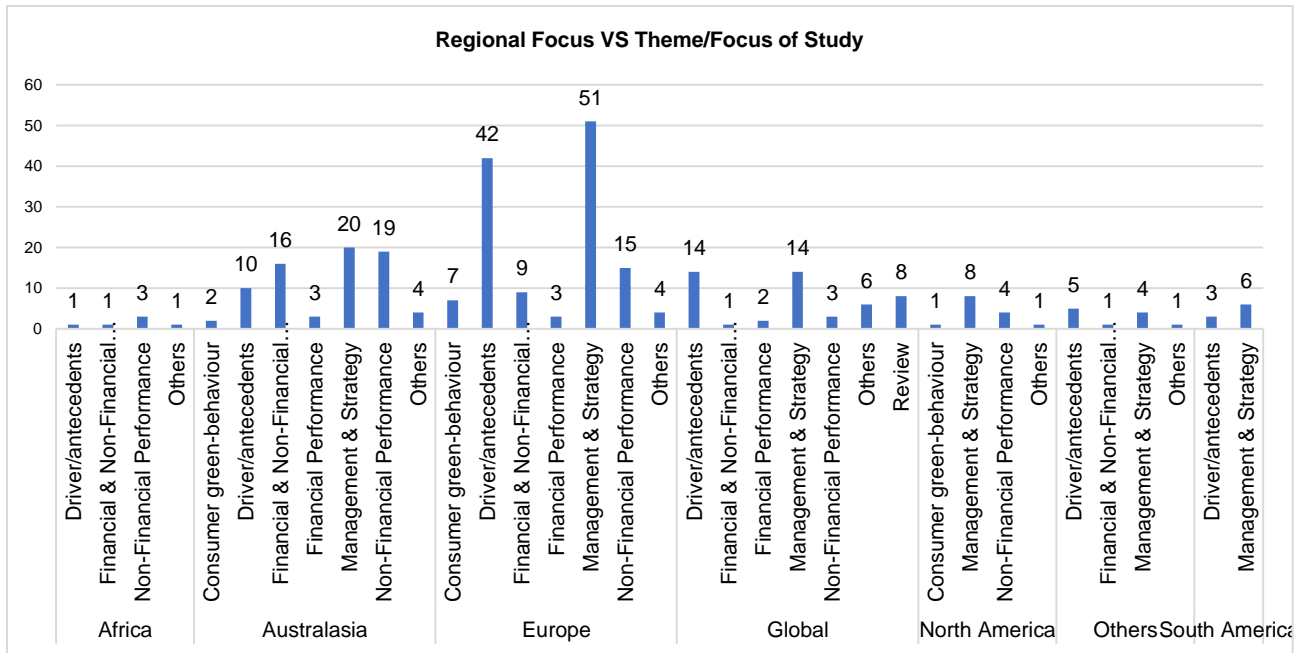 Regional Focus VS Theme/Focus of Study
60
50
40
30
20
10
0
1
1
3
1
2
10
16
3
20
19
4
7
42
9
3
51
15
4
14
1
2
14
3
6
8
1
8
4
1
5
1
4
1
3
6
Driver/antecedents
Financial & Non-Financial…
Non-Financial Performance
Others
Consumer green-behaviour
Driver/antecedents
Financial & Non-Financial…
Financial Performance
Management & Strategy
Non-Financial Performance
Others
Consumer green-behaviour
Driver/antecedents
Financial & Non-Financial…
Financial Performance
Management & Strategy
Non-Financial Performance
Others
Driver/antecedents
Financial & Non-Financial…
Financial Performance
Management & Strategy
Non-Financial Performance
Others
Review
Consumer green-behaviour
Management & Strategy
Non-Financial Performance
Others
Driver/antecedents
Financial & Non-Financial…
Management & Strategy
Others
Driver/antecedents
Management & Strategy
Africa
Australasia
Europe
Global
North America
Others
South America